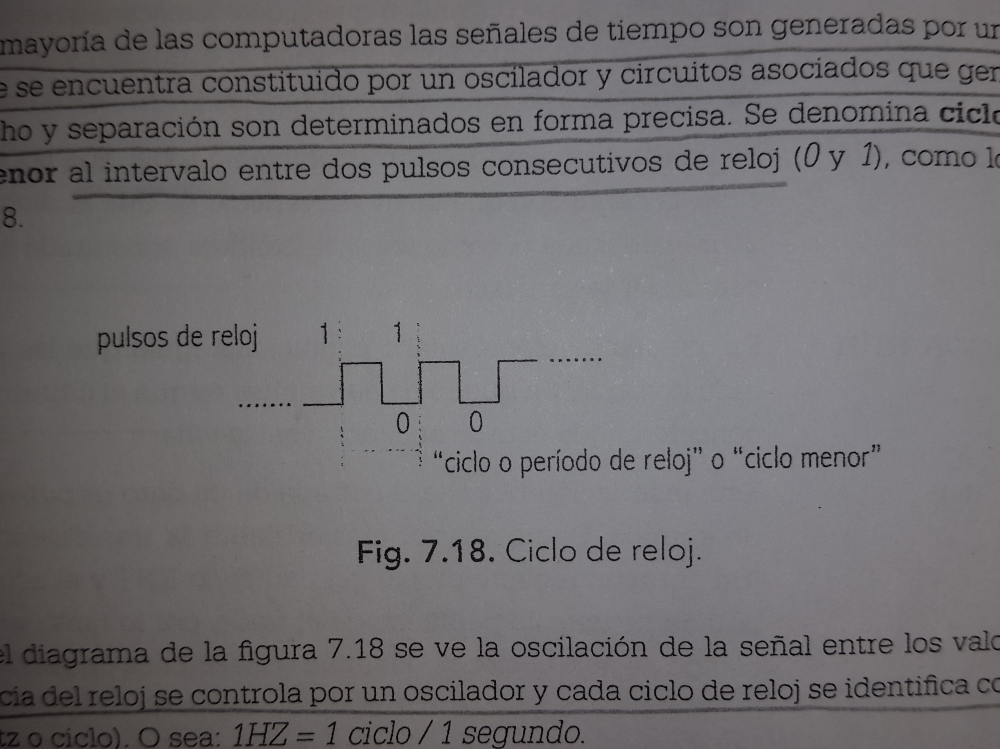 mayoría de las computadoras las señales de tiempo son generadas por un
e se encuentra constituido por un oscilador y circuitos asociados que gen
ho y separación son determinados en forma precisa. Se denomina ciclo
enor al intervalo entre dos pulsos consecutivos de reloj (0 y 1), como lo
8.
pulsos de reloj 1 1
0 0
“ciclo o período de reloj” o “ciclo menor”
Fig. 7.18. Ciclo de reloj.
el diagrama de la figura 7.18 se ve la oscilación de la señal entre los valo
cia del reloj se controla por un oscilador y cada ciclo de reloj se identifica co
tz o ciclo). O sea: 1HZ = 1 ciclo / 1 segundo.